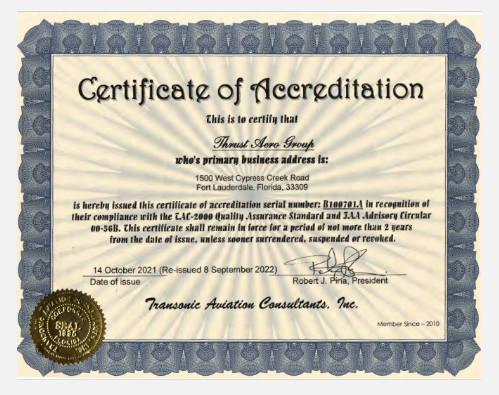 Certificate of Accreditation
This is to certify that
Thrust Aero Group
who's primary business address is:
1500 West Cypress Creek Road
Fort Lauderdale, Florida, 33309
is hereby issued this certificate of accreditation serial number: B100701A in recognition of
their compliance with the TAC-2000 Quality Assurance Standard and FAA Advisory Circular
00-56B. This certificate shall remain in force for a period of not more than 2 years
from the date of issue, unless sooner surrendered, suspended or revoked.
14 October 2021 (Re-issued 8 September 2022)
Date of issue
Robert J. Pina, President
Transonic Aviation Consultants, Inc.
Member Since – 2010
SEAL
FLORIDA